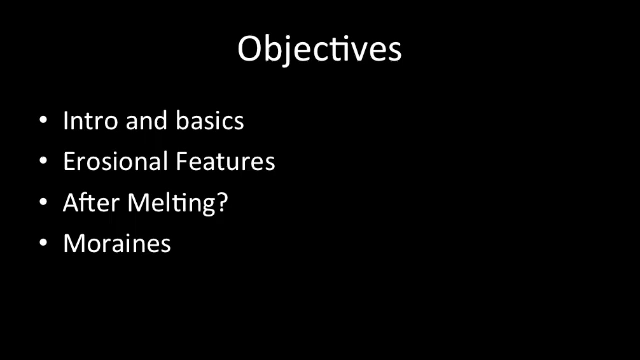 Objectives
• Intro and basics
• Erosional Features
• After Melting?
• Moraines